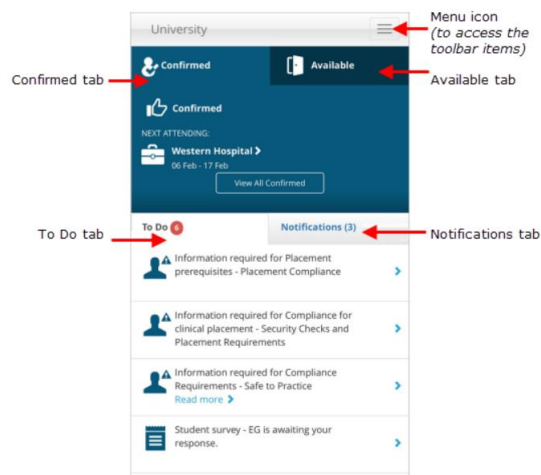 University
Menu icon
(to access the
toolbar items)
Confirmed
Available
Confirmed tab
Available tab
Confirmed
NEXT ATTENDING:
Western Hospital
06 Feb - 17 Feb
View All Confirmed
To Do tab
To Do 6
Notifications (3)
Notifications tab
Information required for Placement
prerequisites - Placement Compliance
Information required for Compliance for
clinical placement - Security Checks and
Placement Requirements
Information required for Compliance
Requirements - Safe to Practice
Read more
Student survey - EG is awaiting your
response.